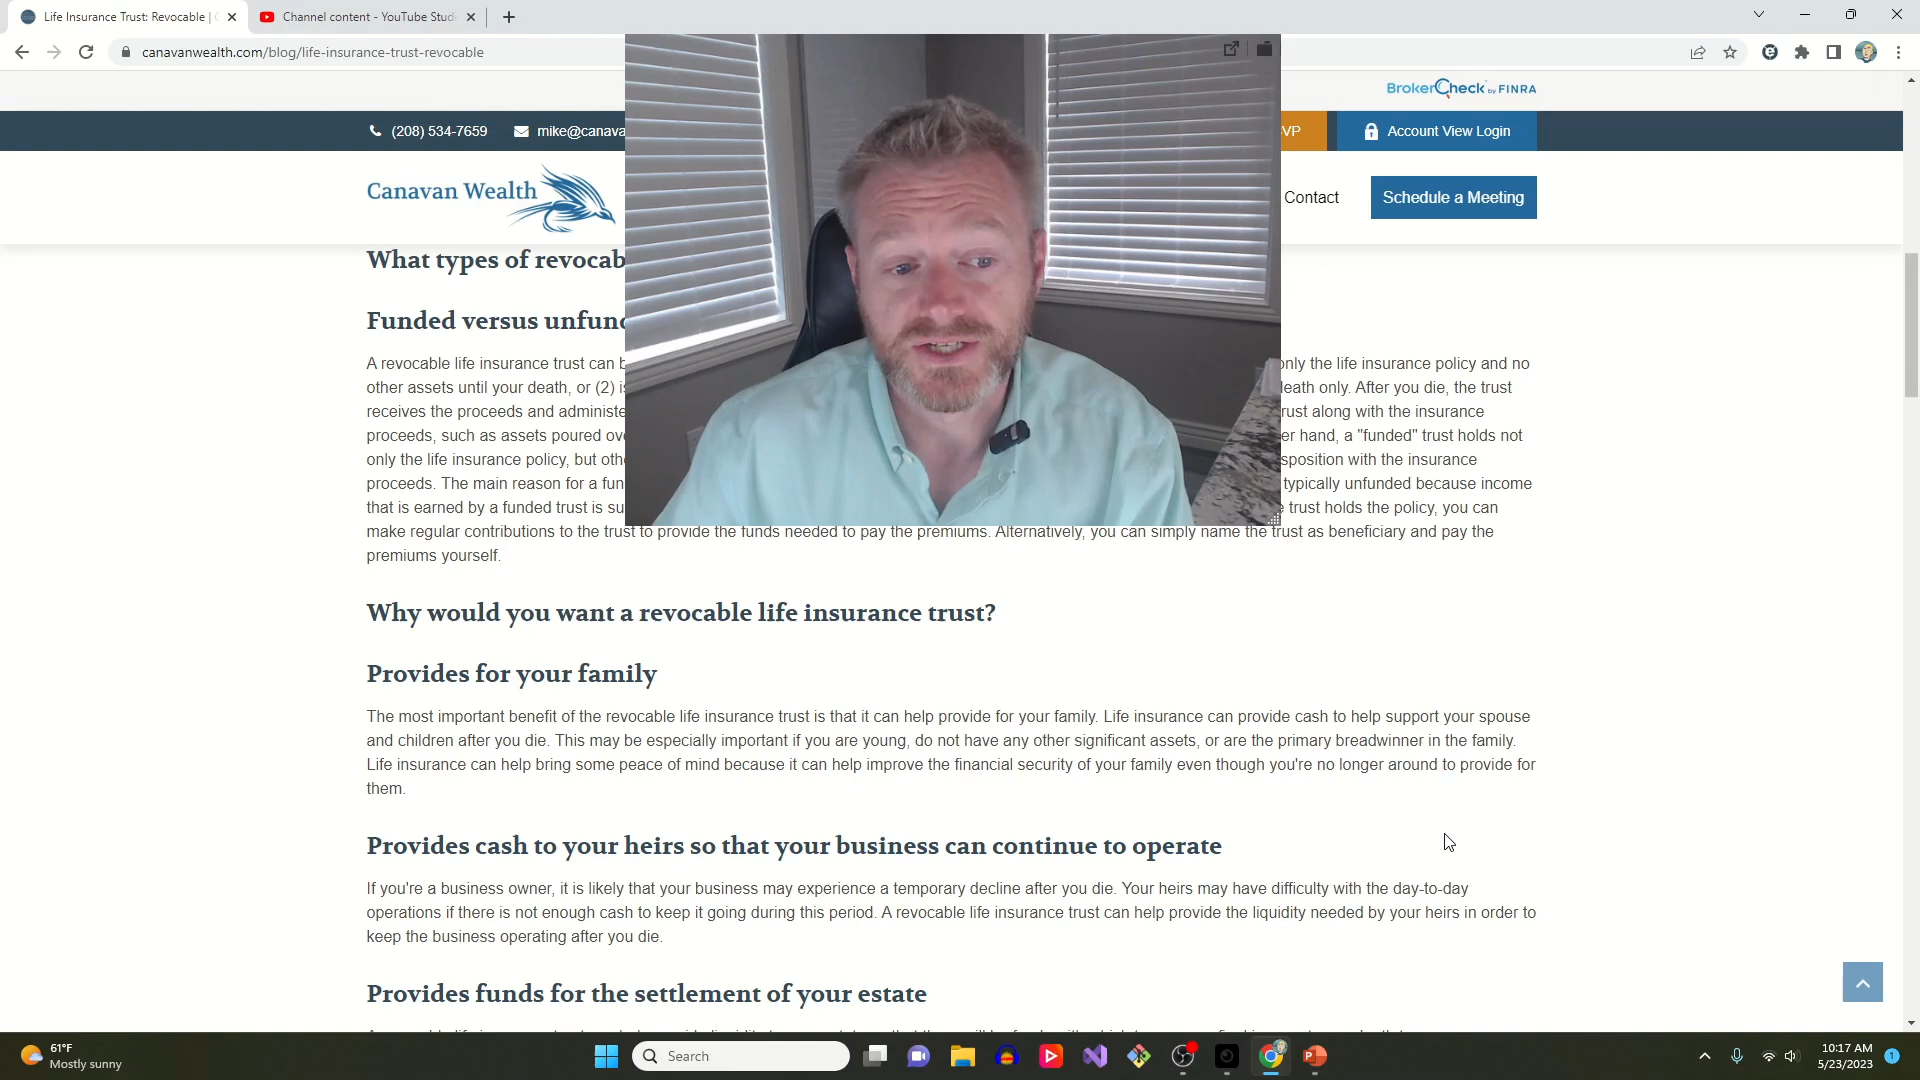 Life Insurance Trust: Revocable |
Channel content - YouTube Studi
canavanwealth.com/blog/life-insurance-trust-revocable
BrokerCheck by FINRA
(208) 534-7659
mike@canava
VP
Account View Login
Canavan Wealth
Contact
Schedule a Meeting
What types of revocab
Funded versus unfund
A revocable life insurance trust can b
only the life insurance policy and no
other assets until your death, or (2) is
death only. After you die, the trust
receives the proceeds and administe
rust along with the insurance
proceeds, such as assets poured ov
er hand, a "funded" trust holds not
only the life insurance policy, but oth
sposition with the insurance
proceeds. The main reason for a fun
typically unfunded because income
that is earned by a funded trust is su
e trust holds the policy, you can
make regular contributions to the trust to provide the funds needed to pay the premiums. Alternatively, you can simply name the trust as beneficiary and pay the
premiums yourself.
Why would you want a revocable life insurance trust?
Provides for your family
The most important benefit of the revocable life insurance trust is that it can help provide for your family. Life insurance can provide cash to help support your spouse
and children after you die. This may be especially important if you are young, do not have any other significant assets, or are the primary breadwinner in the family.
Life insurance can help bring some peace of mind because it can help improve the financial security of your family even though you're no longer around to provide for
them.
Provides cash to your heirs so that your business can continue to operate
If you're a business owner, it is likely that your business may experience a temporary decline after you die. Your heirs may have difficulty with the day-to-day
operations if there is not enough cash to keep it going during this period. A revocable life insurance trust can help provide the liquidity needed by your heirs in order to
keep the business operating after you die.
Provides funds for the settlement of your estate
61°F
Mostly sunny
Search
10:17 AM
5/23/2023
1